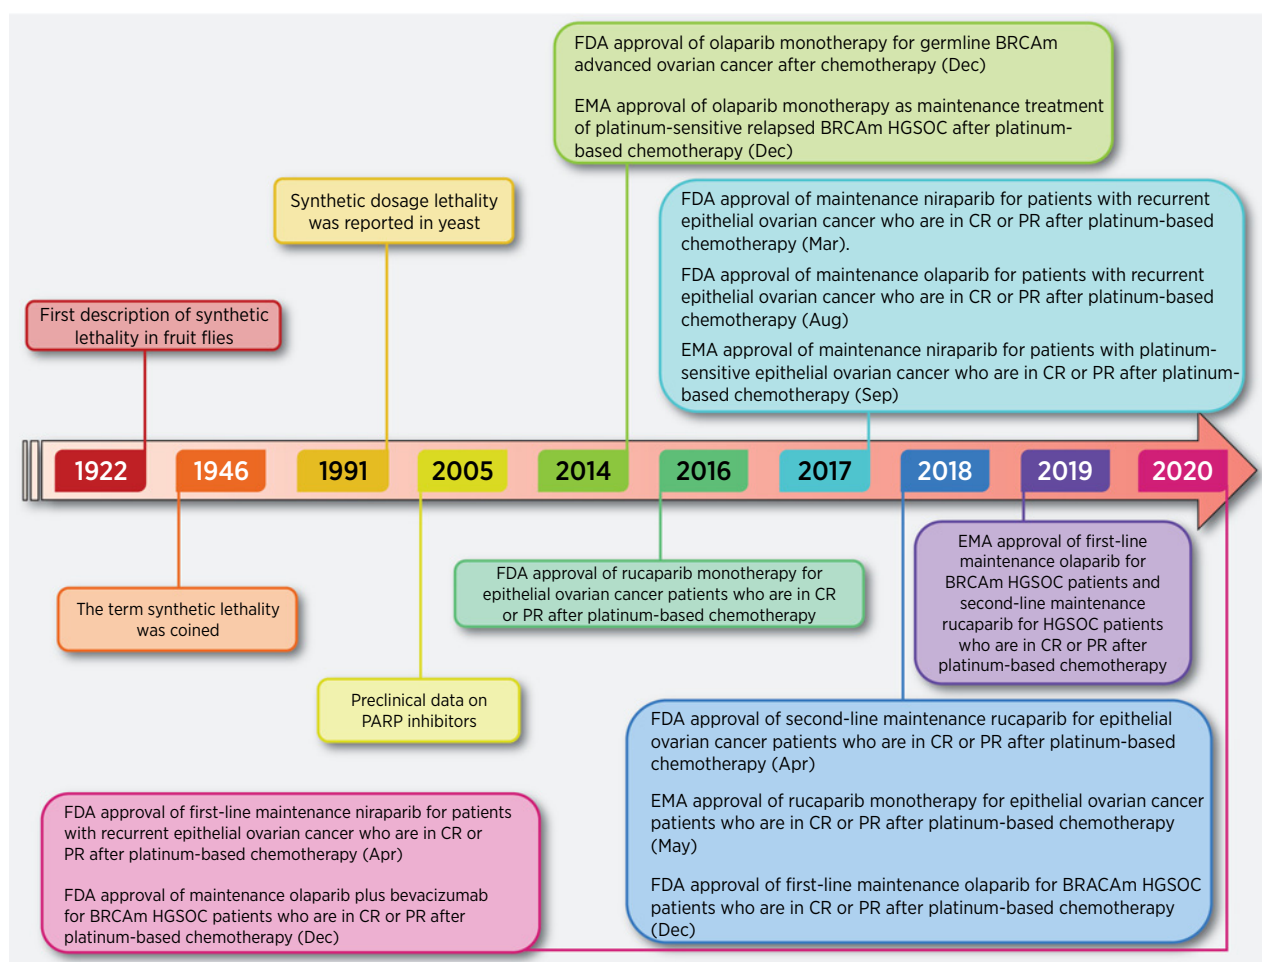 FDA approval of olaparib monotherapy for germline BRCAm
advanced ovarian cancer after chemotherapy (Dec)
EMA approval of olaparib monotherapy as maintenance treatment
of platinum-sensitive relapsed BRCAm HGSOC after platinum-
based chemotherapy (Dec)
Synthetic dosage lethality
was reported in yeast
FDA approval of maintenance niraparib for patients with recurrent
epithelial ovarian cancer who are in CR or PR after platinum-based
chemotherapy (Mar).
FDA approval of maintenance olaparib for patients with recurrent
epithelial ovarian cancer who are in CR or PR after platinum-based
chemotherapy (Aug)
EMA approval of maintenance niraparib for patients with platinum-
sensitive epithelial ovarian cancer who are in CR or PR after platinum-
based chemotherapy (Sep)
First description of synthetic
lethality in fruit flies
1922
1946
1991
2005
2014
2016
2017
2018
2019
2020
The term synthetic lethality
was coined
FDA approval of rucaparib monotherapy for
epithelial ovarian cancer patients who are in CR
or PR after platinum-based chemotherapy
EMA approval of first-line
maintenance olaparib for
BRCAm HGSOC patients and
second-line maintenance
rucaparib for HGSOC patients
who are in CR or PR after
platinum-based chemotherapy
Preclinical data on
PARP inhibitors
FDA approval of second-line maintenance rucaparib for epithelial
ovarian cancer patients who are in CR or PR after platinum-based
chemotherapy (Apr)
EMA approval of rucaparib monotherapy for epithelial ovarian cancer
patients who are in CR or PR after platinum-based chemotherapy
(May)
FDA approval of first-line maintenance olaparib for BRACAm HGSOC
patients who are in CR or PR after platinum-based chemotherapy
(Dec)
FDA approval of first-line maintenance niraparib for patients
with recurrent epithelial ovarian cancer who are in CR or
PR after platinum-based chemotherapy (Apr)
FDA approval of maintenance olaparib plus bevacizumab
for BRCAm HGSOC patients who are in CR or PR after
platinum-based chemotherapy (Dec)